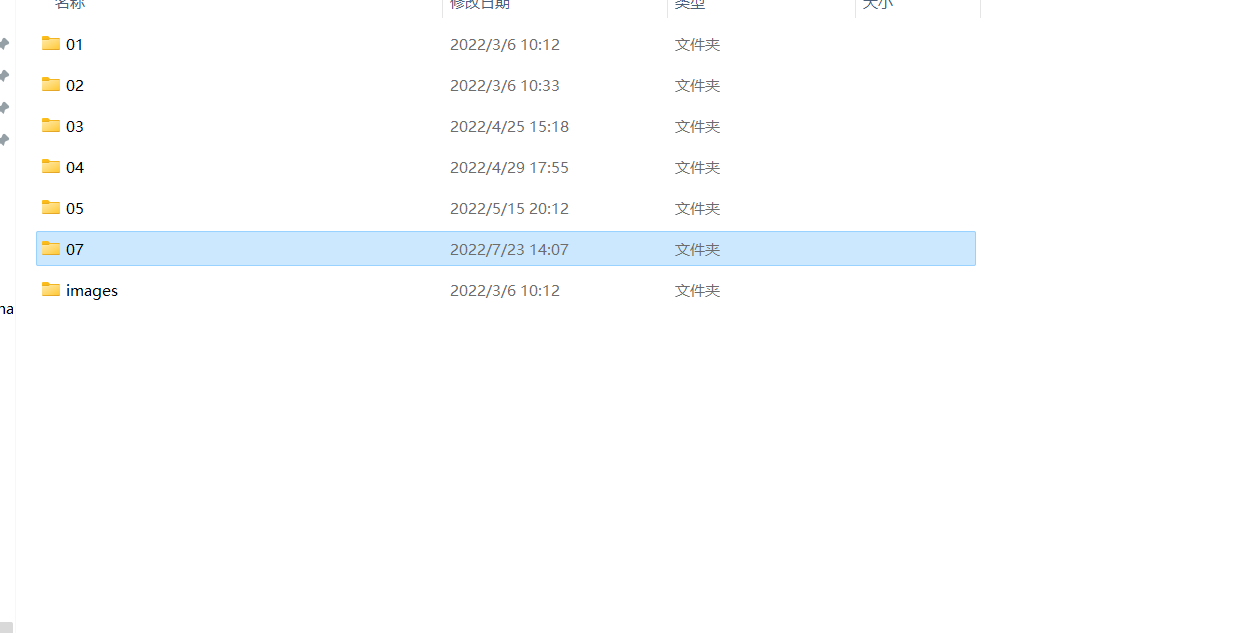 名称 修改日期 类型 大小
01 2022/3/6 10:12 文件夹
02 2022/3/6 10:33 文件夹
03 2022/4/25 15:18 文件夹
04 2022/4/29 17:55 文件夹
05 2022/5/15 20:12 文件夹
07 2022/7/23 14:07 文件夹
images 2022/3/6 10:12 文件夹
na